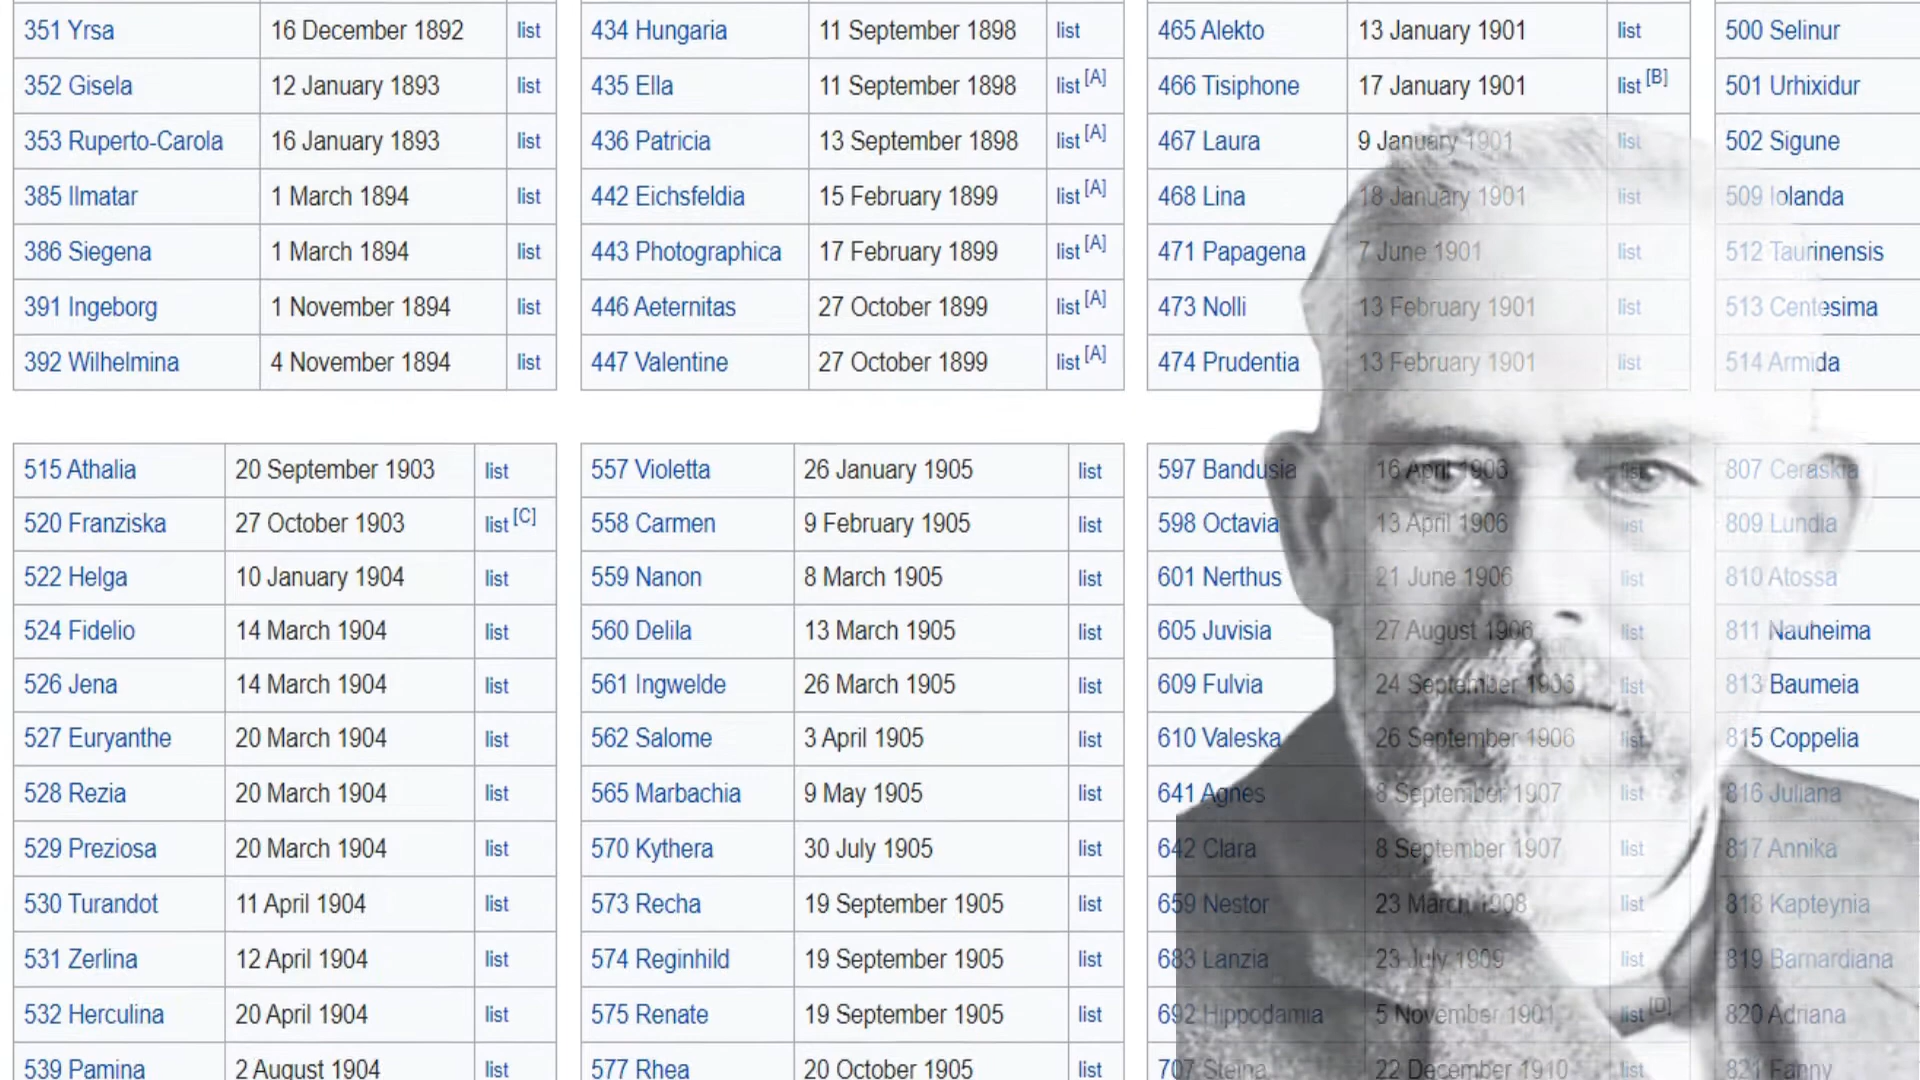 351 Yrsa 16 December 1892 list 434 Hungaria 11 September 1898 list 465 Alekto 13 January 1901 list 500 Selinur
352 Gisela 12 January 1893 list 435 Ella 11 September 1898 list [A] 466 Tisiphone 17 January 1901 list [B] 501 Urhixidur
353 Ruperto-Carola 16 January 1893 list 436 Patricia 13 September 1898 list [A] 467 Laura 9 January 1901 list 502 Sigune
385 Ilmatar 1 March 1894 list 442 Eichsfeldia 15 February 1899 list [A] 468 Lina 18 January 1901 list 509 Iolanda
386 Siegena 1 March 1894 list 443 Photographica 17 February 1899 list [A] 471 Papagena 7 June 1901 list 512 Taurinensis
391 Ingeborg 1 November 1894 list 446 Aeternitas 27 October 1899 list [A] 473 Nolli 13 February 1901 list 513 Centesima
392 Wilhelmina 4 November 1894 list 447 Valentine 27 October 1899 list [A] 474 Prudentia 13 February 1901 list 514 Armida
515 Athalia 20 September 1903 list 557 Violetta 26 January 1905 list 597 Bandusia 16 April 1906 list 807 Ceraskia
520 Franziska 27 October 1903 list [C] 558 Carmen 9 February 1905 list 598 Octavia 13 April 1906 list 809 Lundia
522 Helga 10 January 1904 list 559 Nanon 8 March 1905 list 601 Nerthus 21 June 1906 list 810 Atossa
524 Fidelio 14 March 1904 list 560 Delila 13 March 1905 list 605 Juvisia 27 August 1906 list 811 Nauheima
526 Jena 14 March 1904 list 561 Ingwelde 26 March 1905 list 609 Fulvia 24 September 1906 list 813 Baumeia
527 Euryanthe 20 March 1904 list 562 Salome 3 April 1905 list 610 Valeska 26 September 1906 list 815 Coppelia
528 Rezia 20 March 1904 list 565 Marbachia 9 May 1905 list 641 Agnes 8 September 1907 list 816 Juliana
529 Preziosa 20 March 1904 list 570 Kythera 30 July 1905 list 642 Clara 8 September 1907 list 817 Annika
530 Turandot 11 April 1904 list 573 Recha 19 September 1905 list 659 Nestor 23 March 1908 list 818 Kapteynia
531 Zerlina 12 April 1904 list 574 Reginhild 19 September 1905 list 683 Lanzia 23 July 1909 list 819 Barnardiana
532 Herculina 20 April 1904 list 575 Renate 19 September 1905 list 692 Hippodamia 5 November 1901 list [D] 820 Adriana
539 Pamina 2 August 1904 list 577 Rhea 20 October 1905 list 707 Steina 22 December 1910 list 821 Fanny